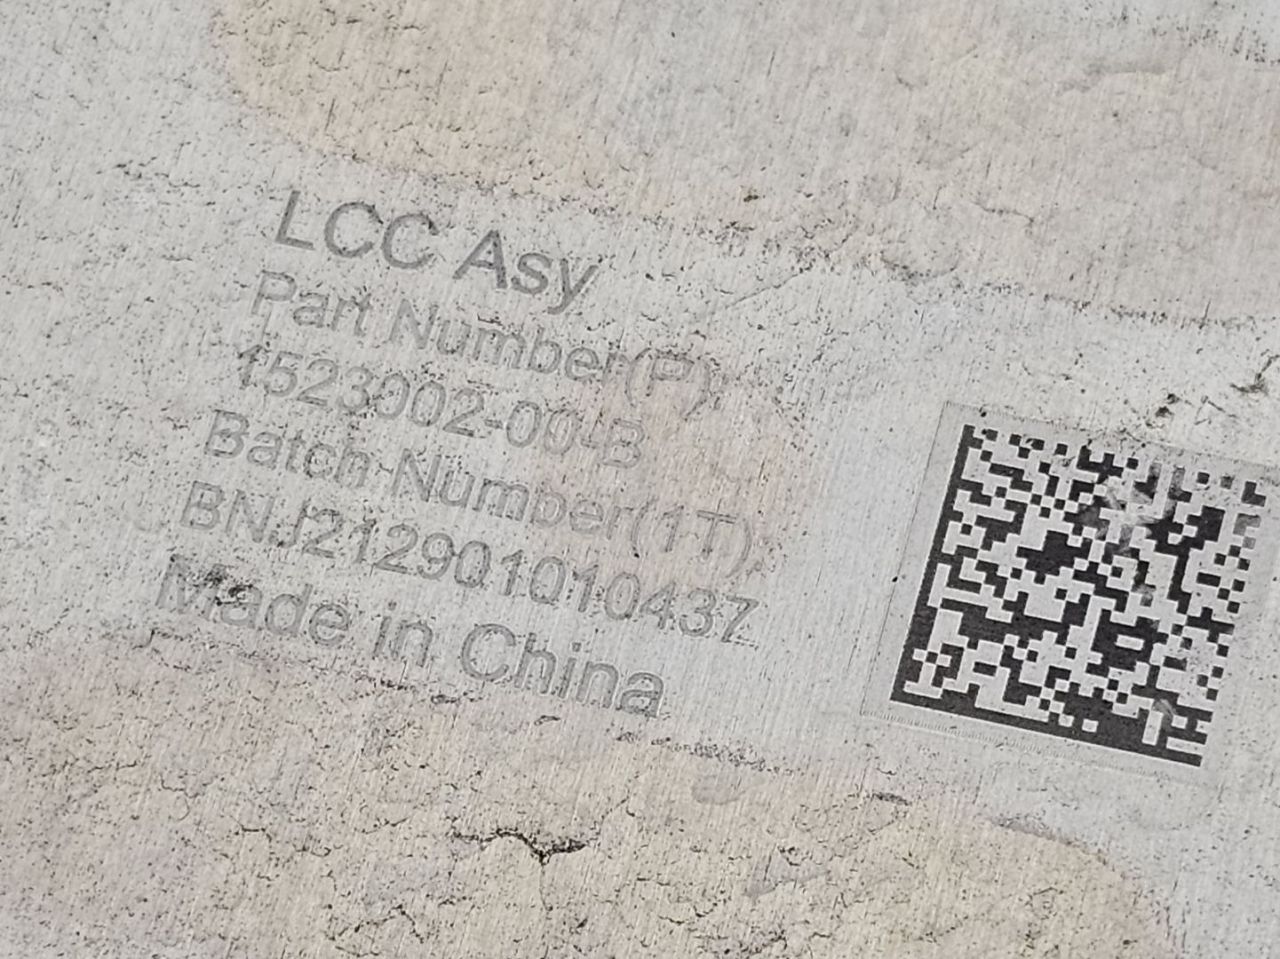 LCC Asy
Part Number(P):
1523002-00-B
Batch Number(1T):
BNJ212901010437
Made in China